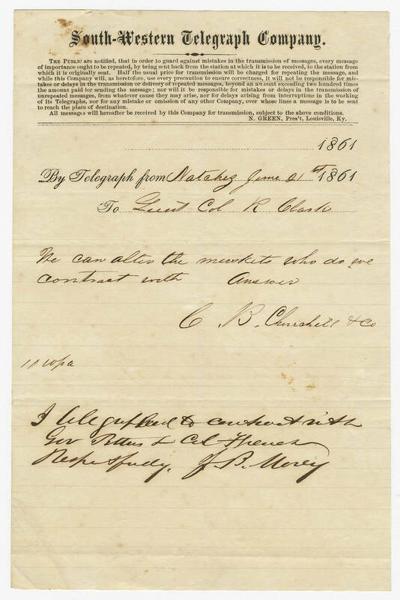 South-Western Telegraph Company.
THE PUBLIC are notified, that in order to guard against mistakes in the transmission of messages, every message
of importance ought to be repeated, by being sent back from the station at which it is to be received, to the station from
which it is originally sent. Half the usual price for transmission will be charged for repeating the message, and
while this Company will, as heretofore, use every precaution to ensure correctness, it will not be responsible for mis-
takes or delays in the transmission or delivery of repeated messages, beyond an amount exceeding two hundred times
the amount paid for sending the message; nor will it be responsible for mistakes or delays in the transmission of
unrepeated messages, from whatever cause they may arise, nor for delays arising from interruptions in the working
of its Telegraphs, nor for any mistake or omission of any other Company, over whose lines a message is to be sent
to reach the place of destination.
All messages will hereafter be received by this Company for transmission, subject to the above conditions.
N. GREEN, Pres't, Louisville, Ky.
1861
By Telegraph from Natchez June 21st 1861
To Lieut Col R Clark
We can alter the muskets who do we
contract with Answer
C B. Churchill & Co
I telegraphed to contract with
Gov Pettus & Col
Respectfully,